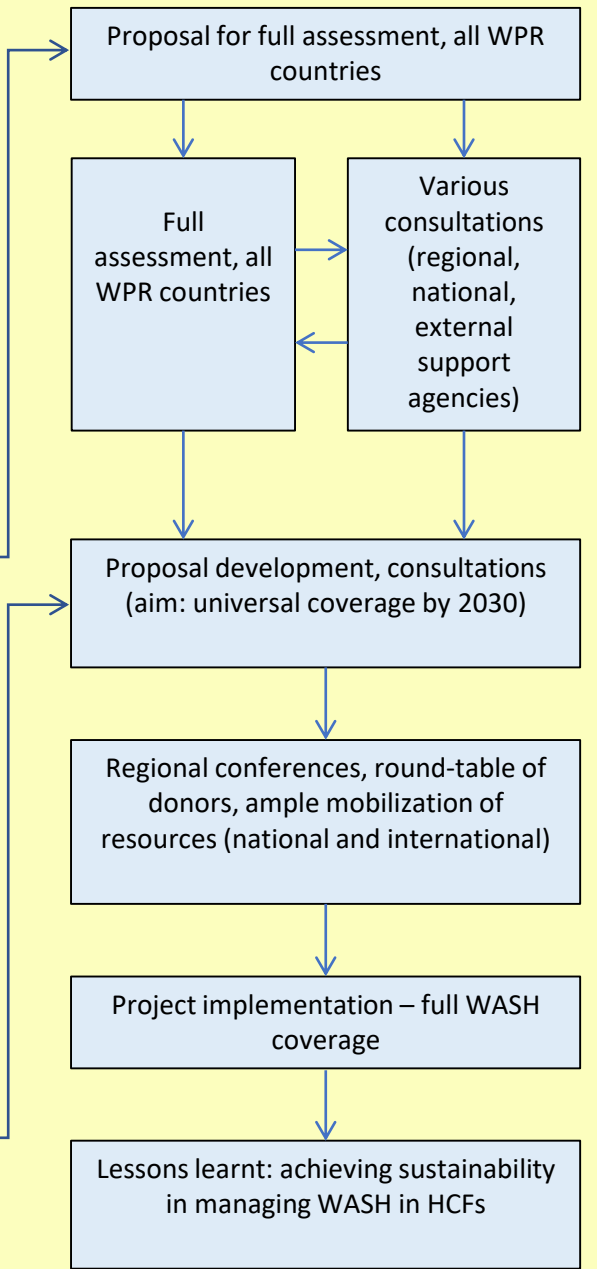 Proposal for full assessment, all WPR
countries
Full
assessment, all
WPR countries
Various
consultations
(regional,
national,
external
support
agencies)
Proposal development, consultations
(aim: universal coverage by 2030)
Regional conferences, round-table of
donors, ample mobilization of
resources (national and international)
Project implementation – full WASH
coverage
Lessons learnt: achieving sustainability
in managing WASH in HCFs